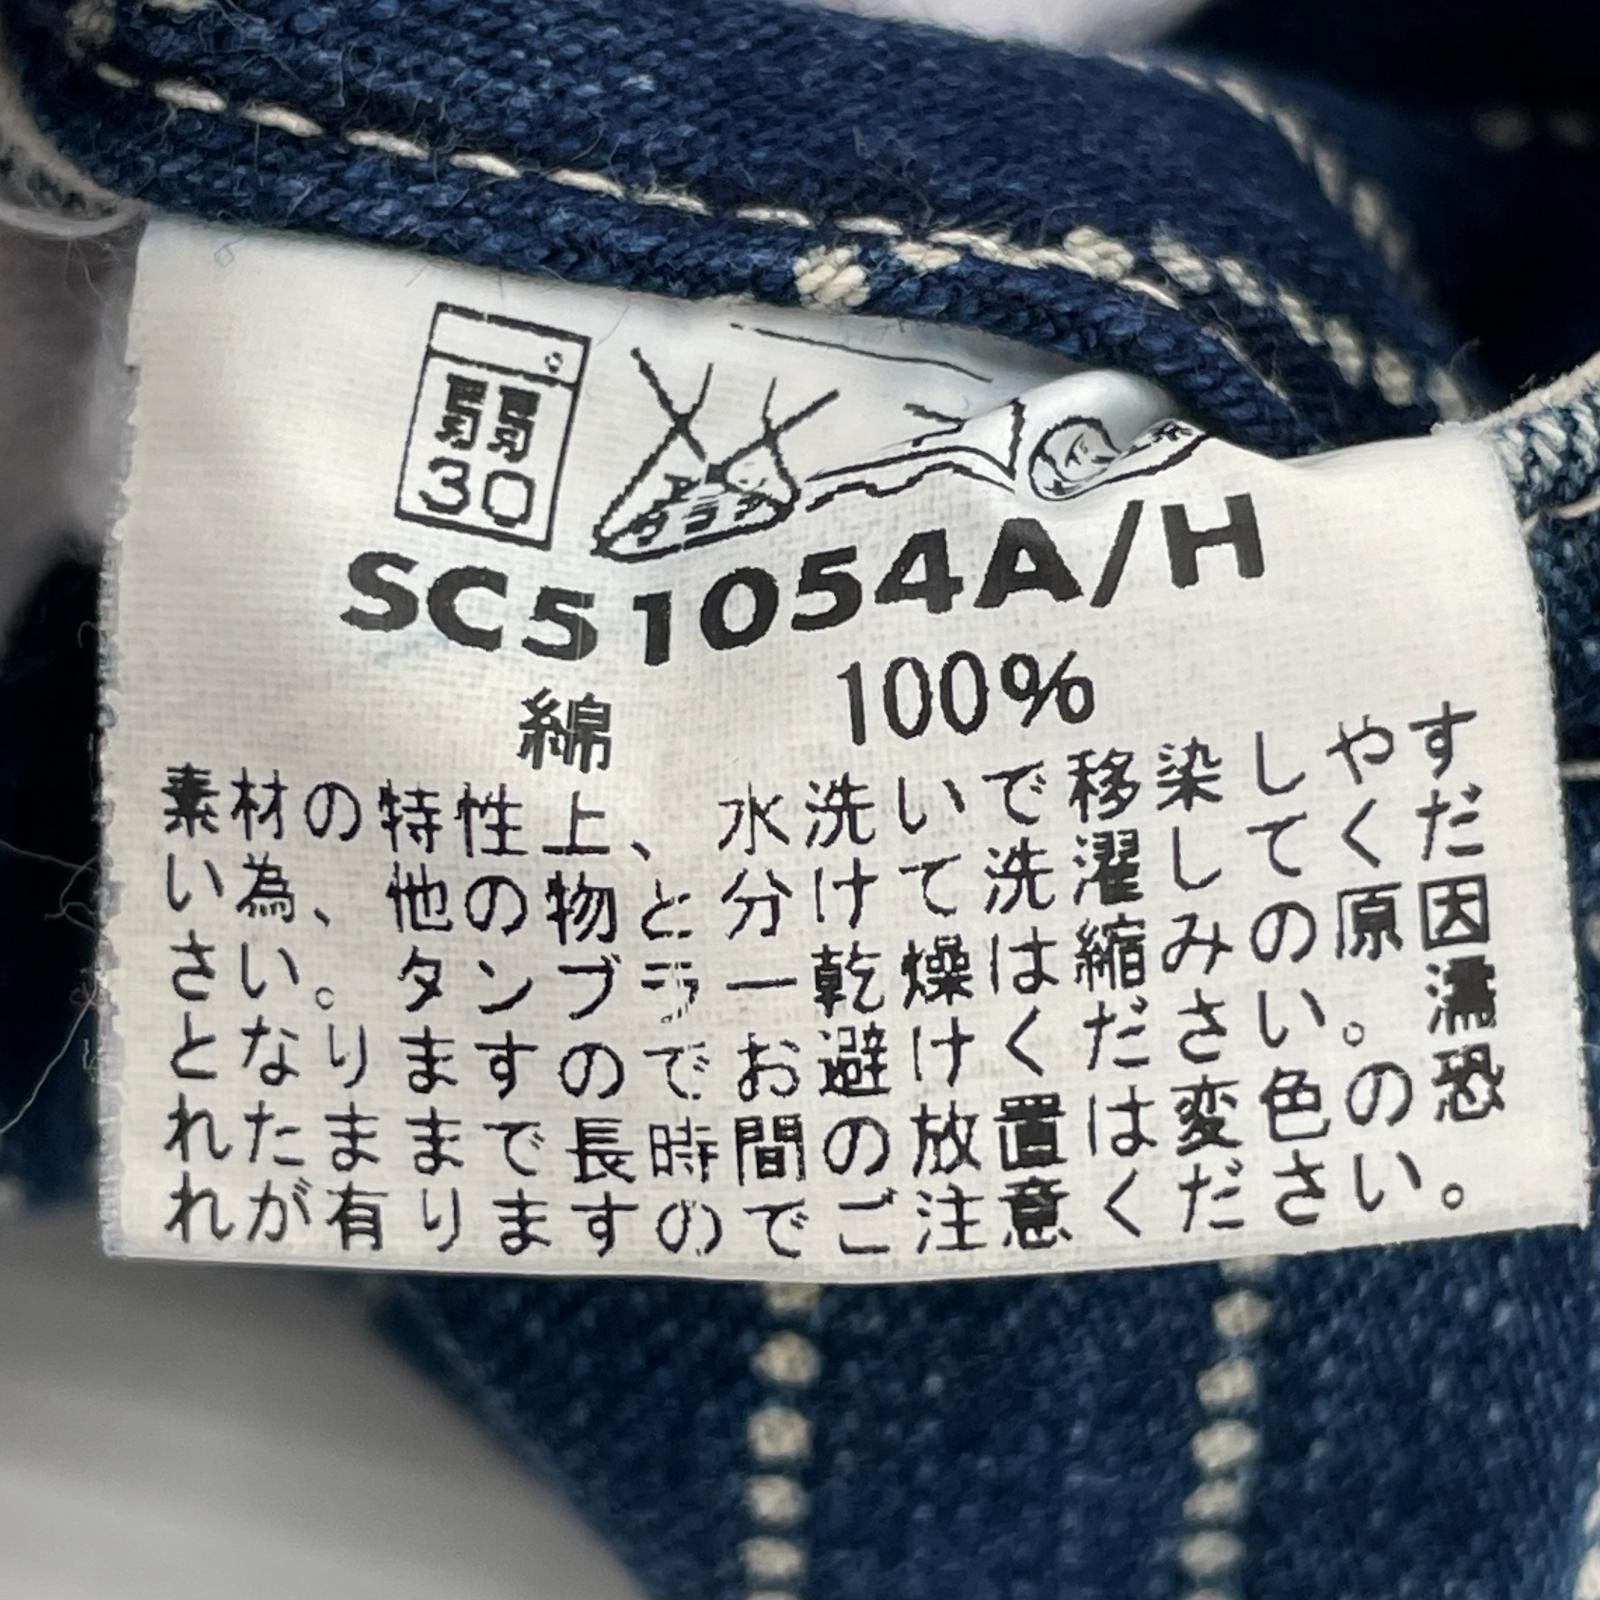 弱
30
SC51054A/H
綿 100%
素材の特性上、水洗いで移染しやす
い為、他の物と分けて洗濯してくだ
さい。タンブラー乾燥は縮みの原因
となりますのでお避けください。濡
れたままで長時間の放置は変色の恐
れが有りますのでご注意ください。